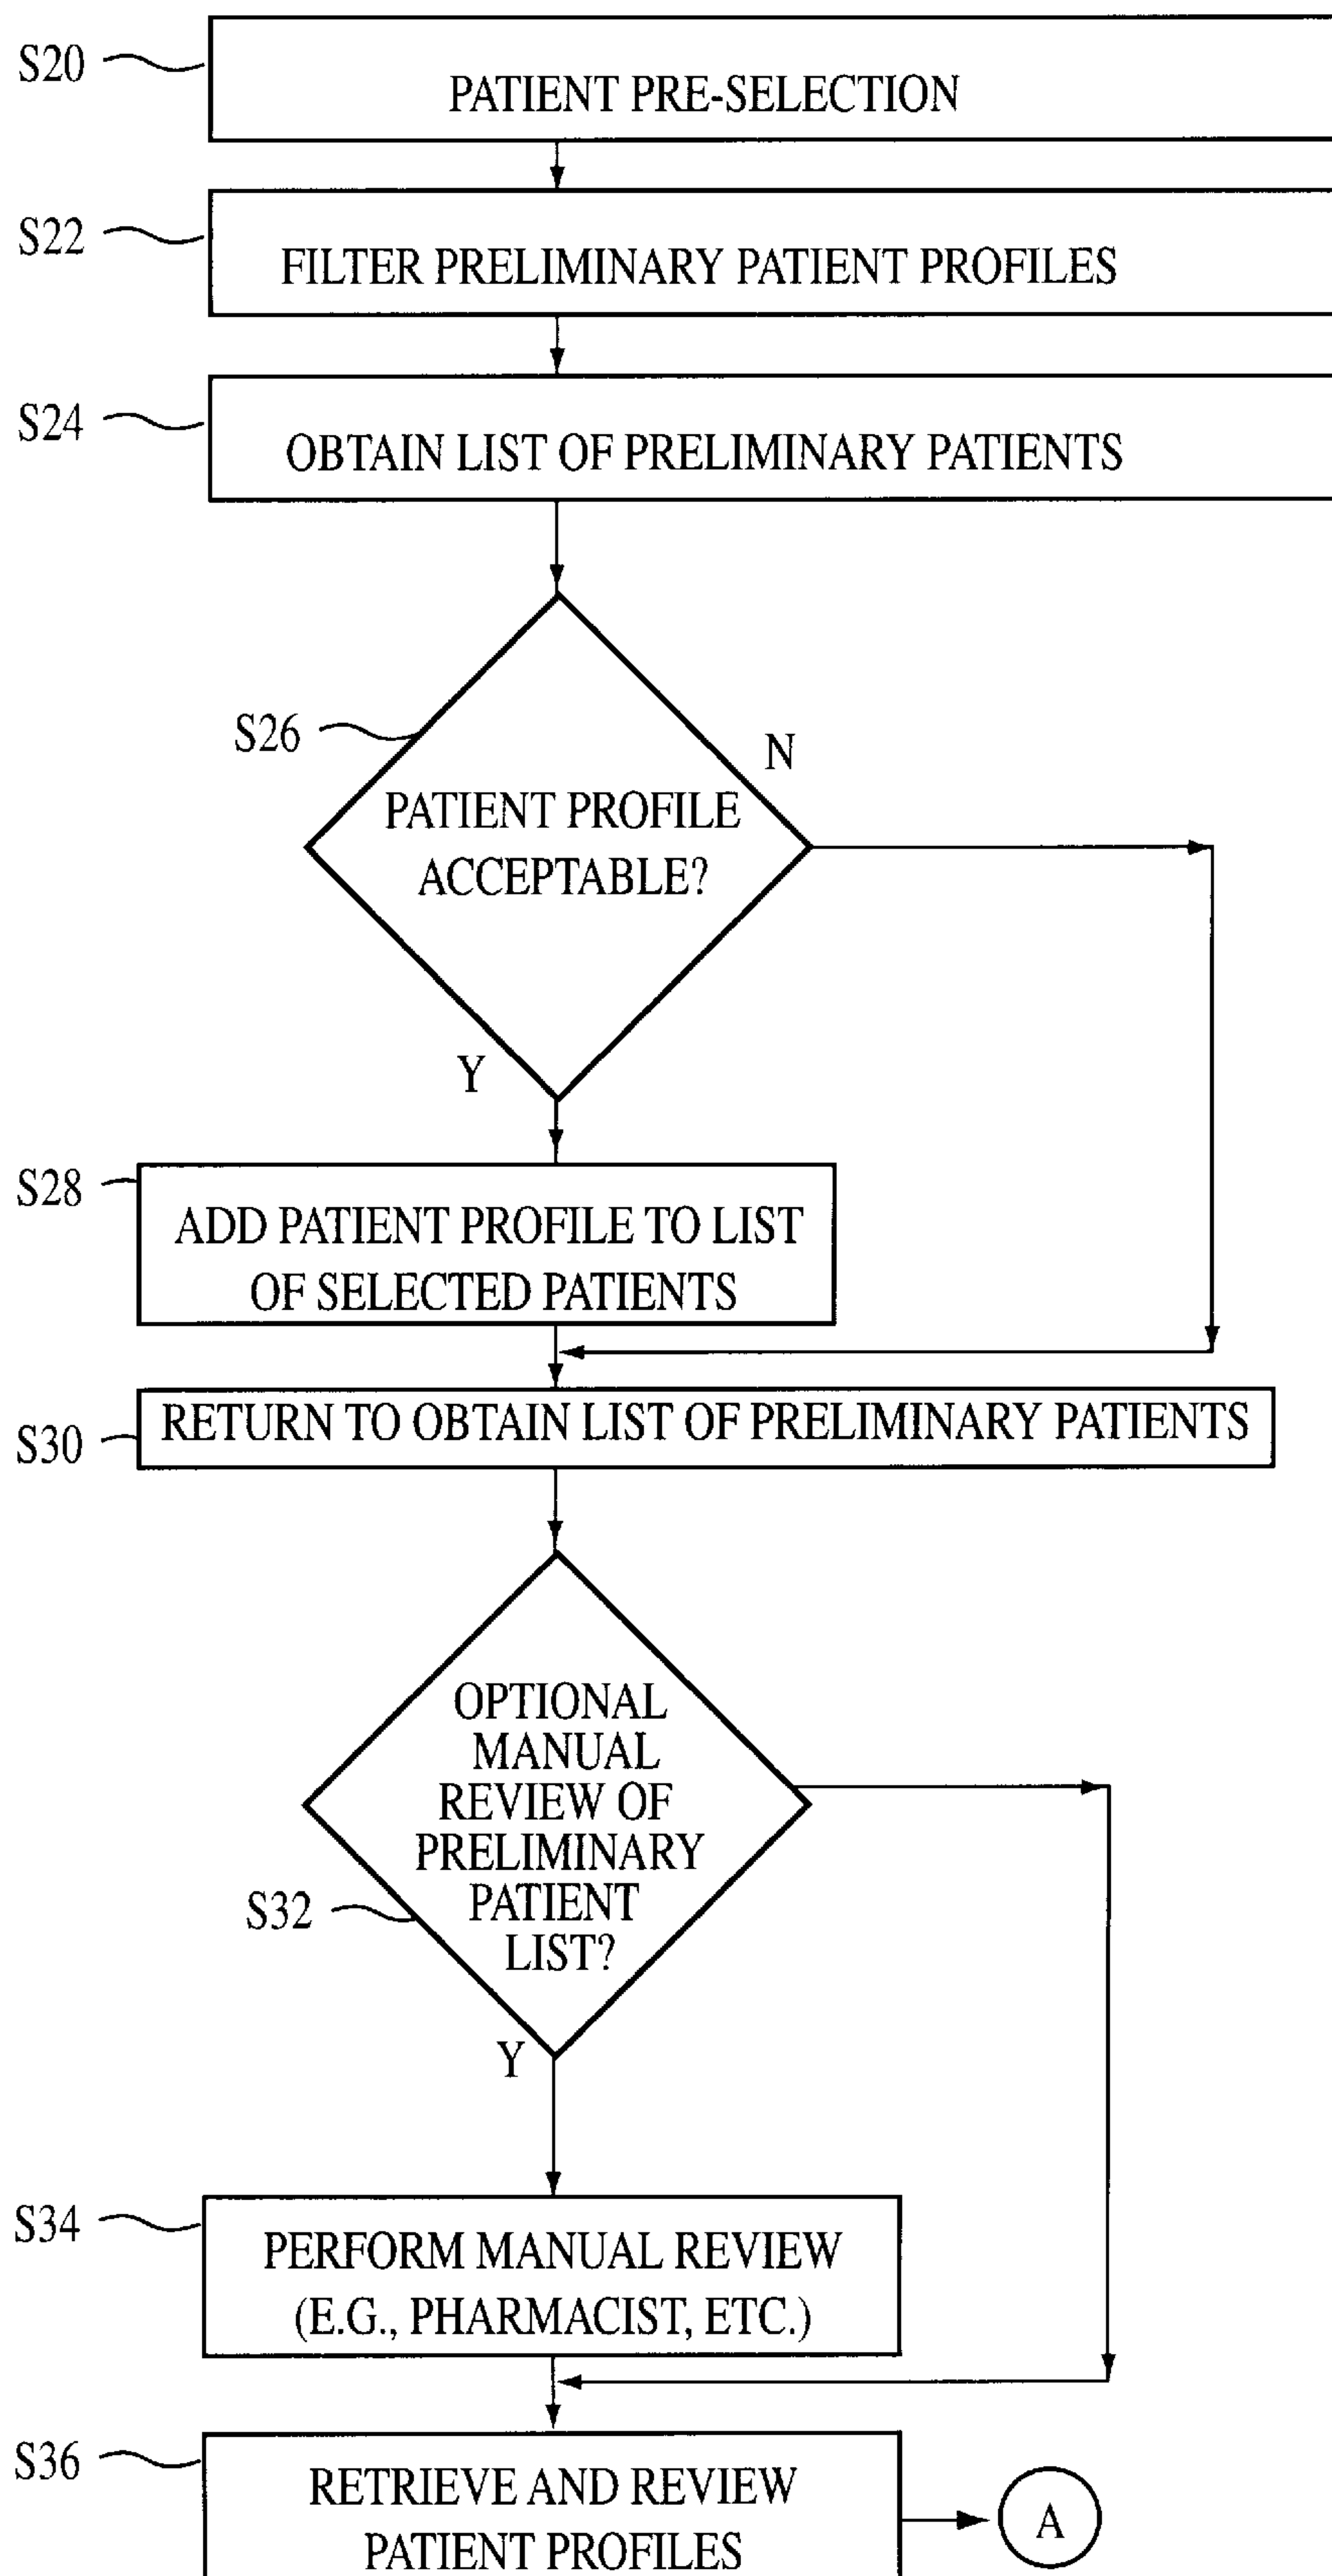 S20
PATIENT PRE-SELECTION
S22
FILTER PRELIMINARY PATIENT PROFILES
S24
OBTAIN LIST OF PRELIMINARY PATIENTS
S26
N
PATIENT PROFILE
ACCEPTABLE?
Y
S28
ADD PATIENT PROFILE TO LIST
OF SELECTED PATIENTS
S30
RETURN TO OBTAIN LIST OF PRELIMINARY PATIENTS
OPTIONAL
MANUAL
REVIEW OF
PRELIMINARY
PATIENT
LIST?
S32
Y
S34
PERFORM MANUAL REVIEW
(E.G., PHARMACIST, ETC.)
S36
RETRIEVE AND REVIEW
PATIENT PROFILES
A